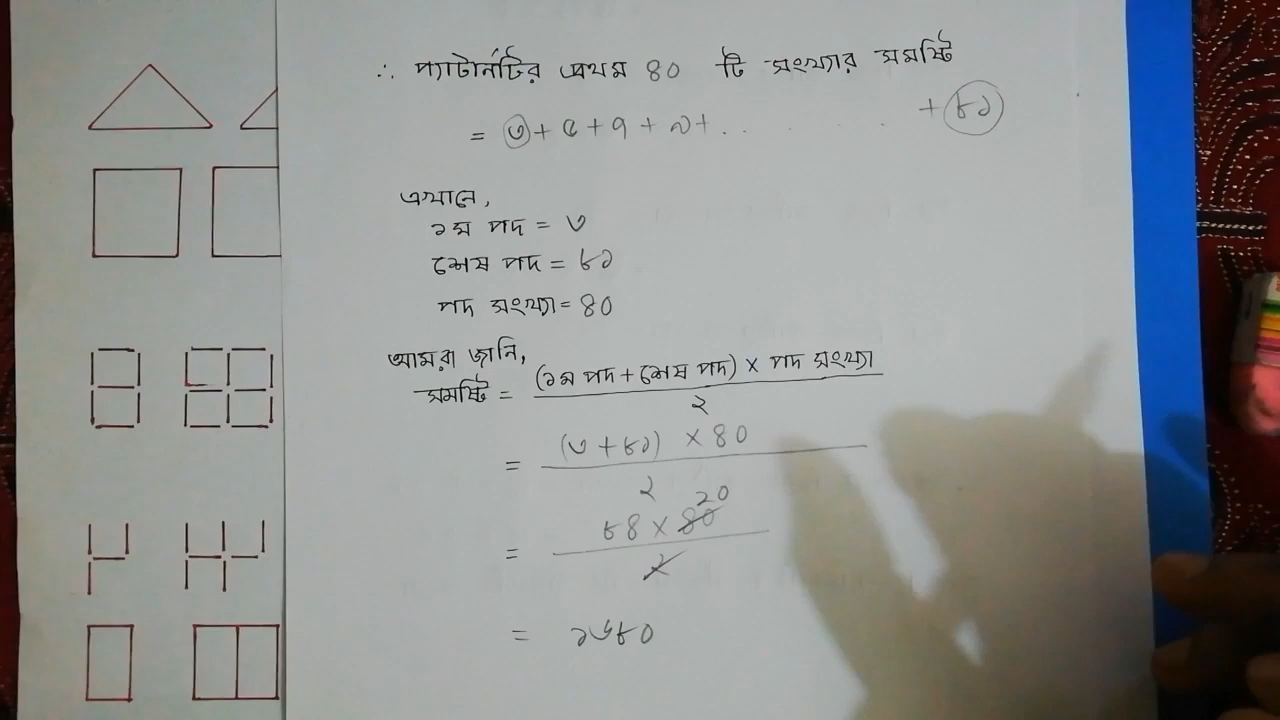 ∴ প্যাটার্নটির প্রথম ৪০ টি সংখ্যার সমষ্টি
= ৩ + ৫ + ৭ + ৯ + . . . . . + ৮১
এখানে,
১ম পদ = ৩
শেষ পদ = ৮১
পদ সংখ্যা = ৪০
আমরা জানি,
সমষ্টি = (১ম পদ + শেষ পদ) × পদ সংখ্যা
২
= (৩ + ৮১) × ৪০
২
২০
= ৮৪ × ৪০
২
= ১৬৮০